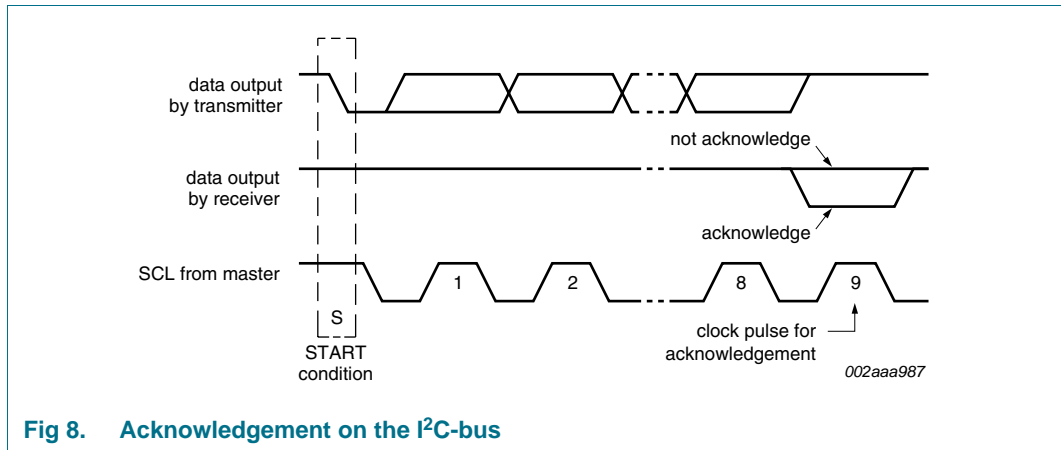 data output
by transmitter
not acknowledge
data output
by receiver
acknowledge
SCL from master
1
2
8
9
S
START
condition
clock pulse for
acknowledgement
002aaa987
Fig 8. Acknowledgement on the I²C-bus